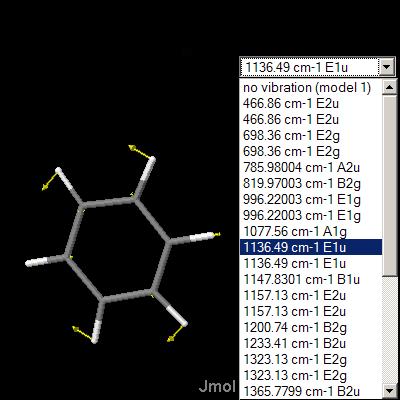 1136.49 cm-1 E1u
no vibration (model 1)
466.86 cm-1 E2u
466.86 cm-1 E2u
698.36 cm-1 E2g
698.36 cm-1 E2g
785.98004 cm-1 A2u
819.97003 cm-1 B2g
996.22003 cm-1 E1g
996.22003 cm-1 E1g
1077.56 cm-1 A1g
1136.49 cm-1 E1u
1136.49 cm-1 E1u
1147.8301 cm-1 B1u
1157.13 cm-1 E2u
1157.13 cm-1 E2u
1200.74 cm-1 B2g
1233.41 cm-1 B2u
1323.13 cm-1 E2g
1323.13 cm-1 E2g
1365.7799 cm-1 B2u
Jmol